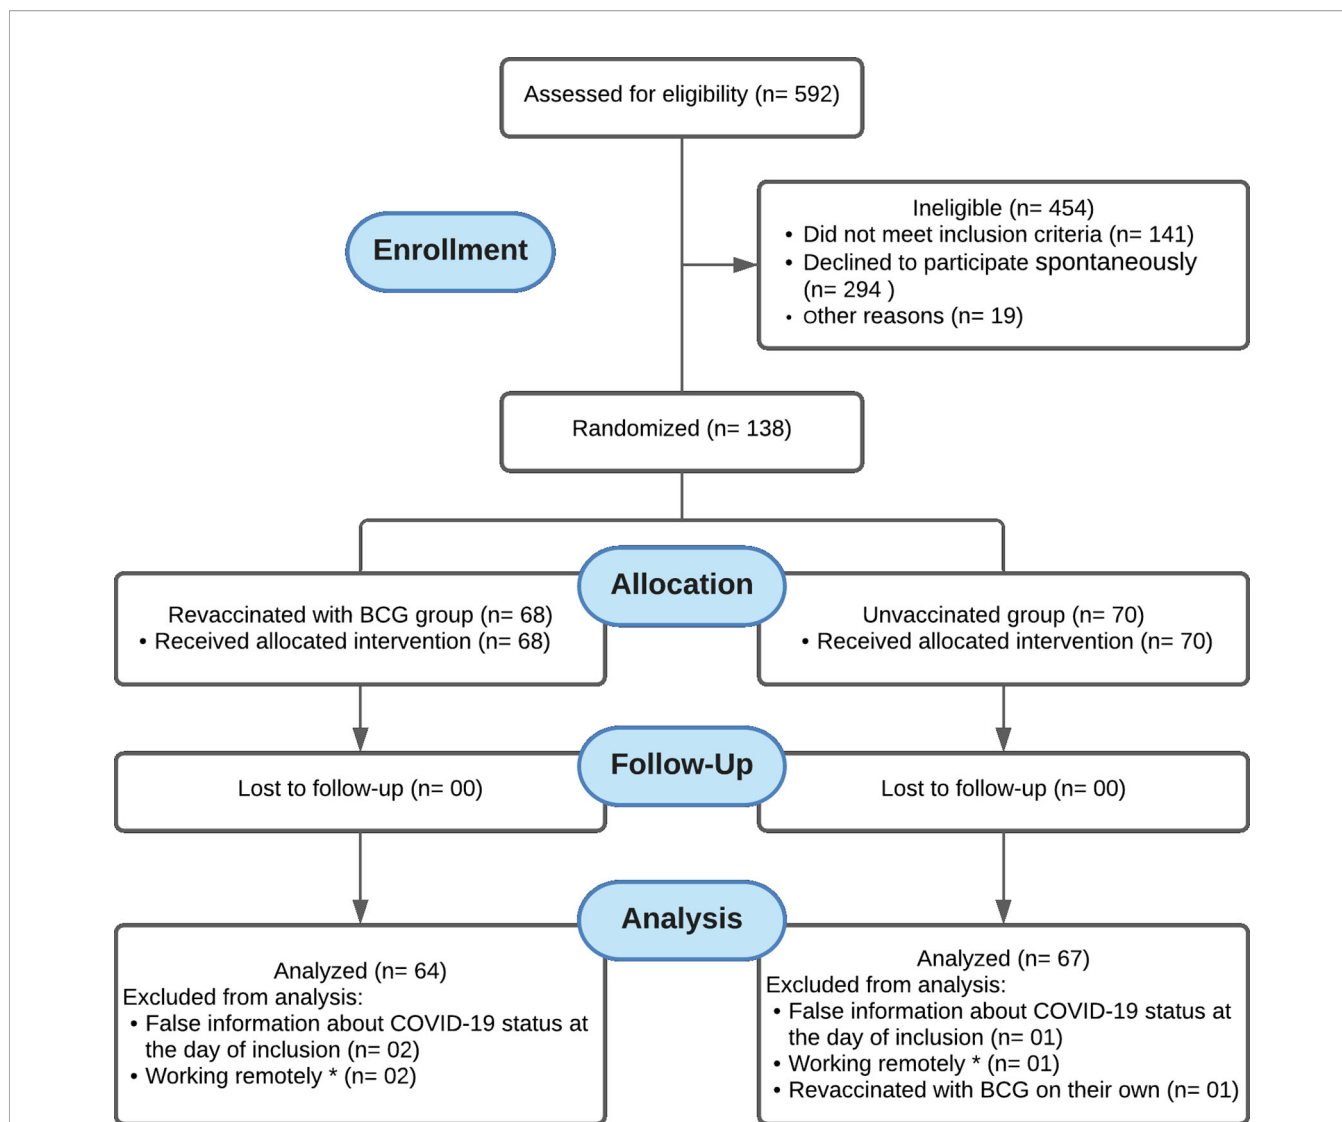 Assessed for eligibility (n= 592)
Enrollment
Ineligible (n= 454)
• Did not meet inclusion criteria (n= 141)
• Declined to participate spontaneously
(n= 294 )
• Other reasons (n= 19)
Randomized (n= 138)
Allocation
Revaccinated with BCG group (n= 68)
• Received allocated intervention (n= 68)
Unvaccinated group (n= 70)
• Received allocated intervention (n= 70)
Follow-Up
Lost to follow-up (n= 00)
Lost to follow-up (n= 00)
Analysis
Analyzed (n= 64)
Excluded from analysis:
• False information about COVID-19 status at
the day of inclusion (n= 02)
• Working remotely * (n= 02)
Analyzed (n= 67)
Excluded from analysis:
• False information about COVID-19 status at
the day of inclusion (n= 01)
• Working remotely * (n= 01)
• Revaccinated with BCG on their own (n= 01)